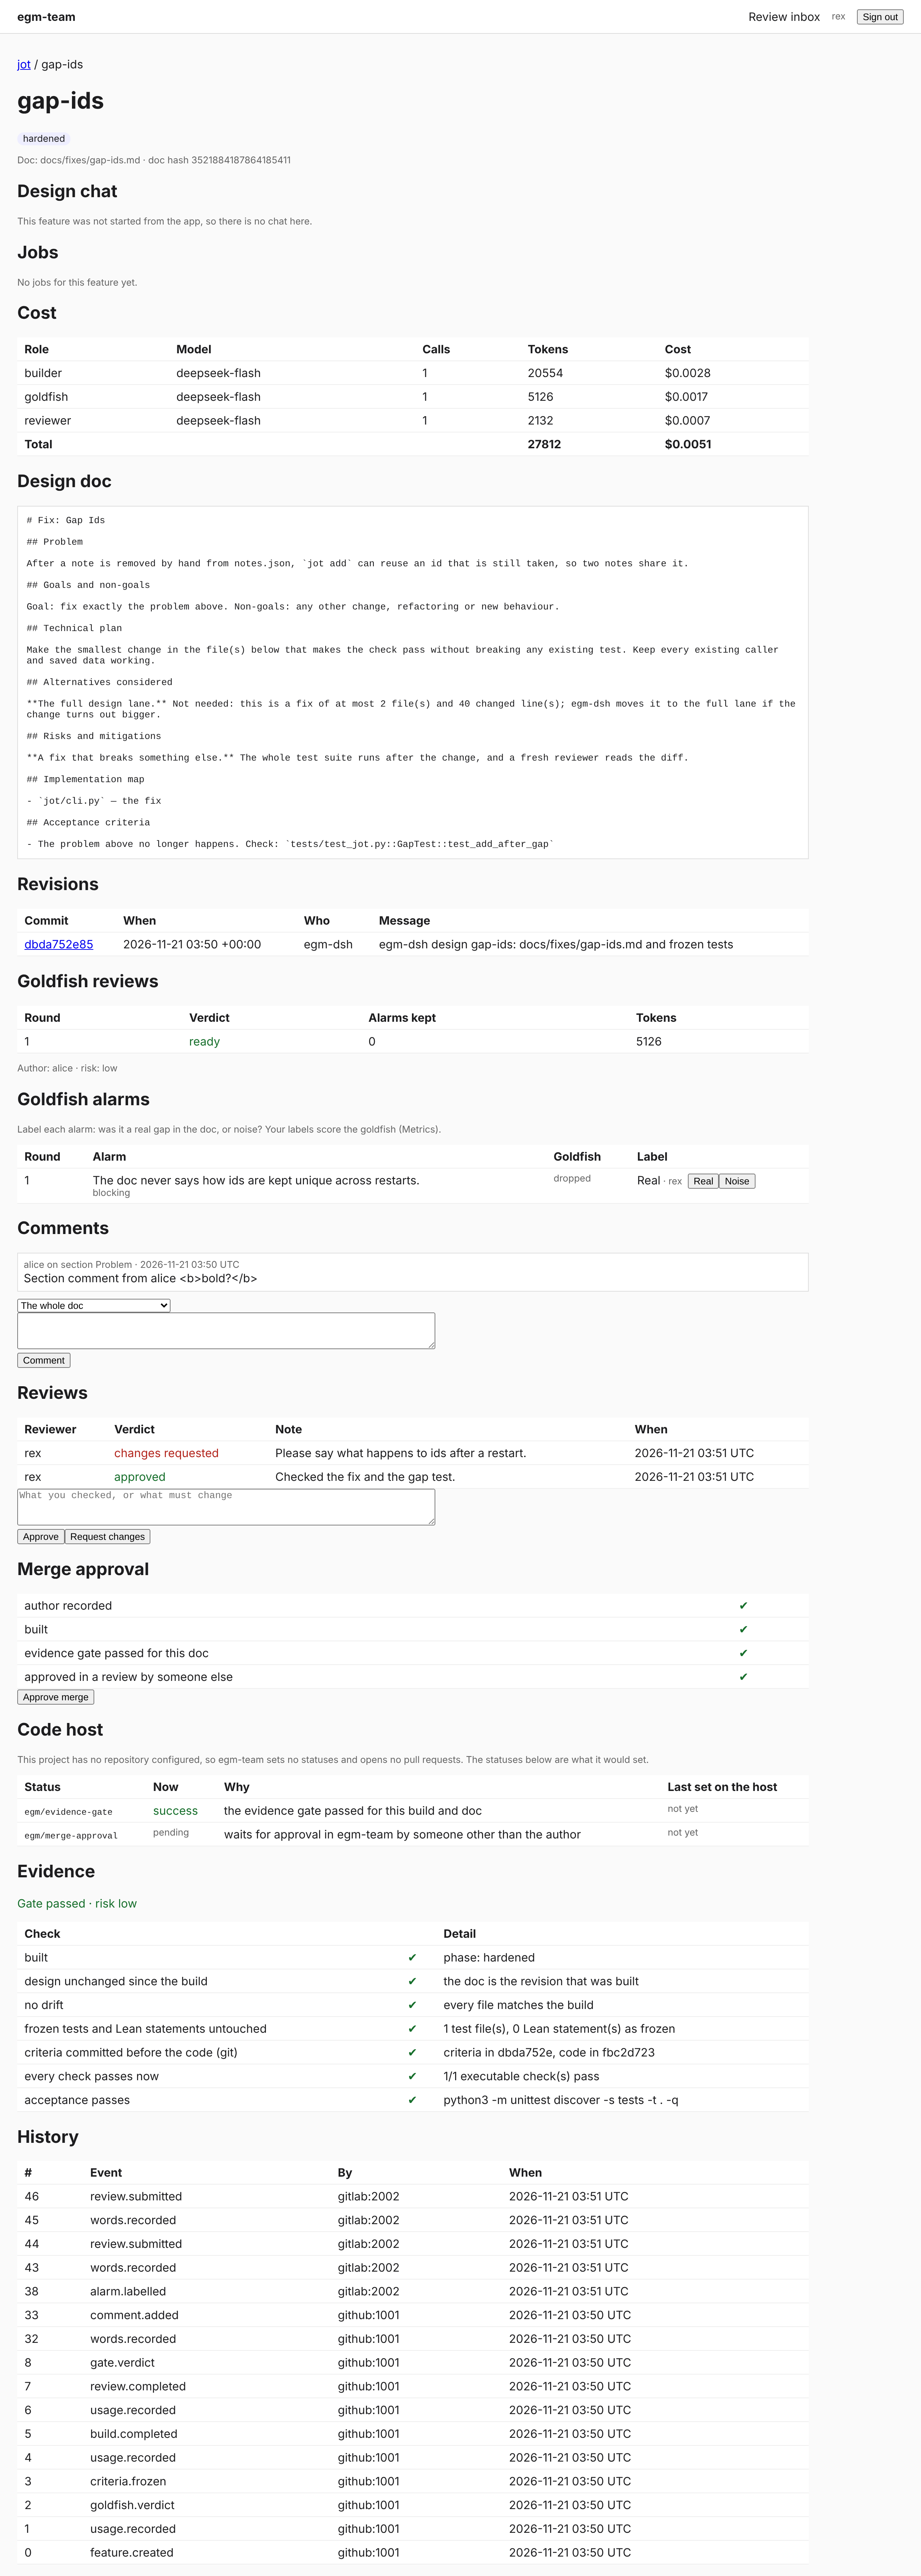 egm-team
Review inbox rex Sign out
jot / gap-ids
gap-ids
hardened
Doc: docs/fixes/gap-ids.md · doc hash 3521884187864185411
Design chat
This feature was not started from the app, so there is no chat here.
Jobs
No jobs for this feature yet.
Cost
Role Model Calls Tokens Cost
builder deepseek-flash 1 20554 $0.0028
goldfish deepseek-flash 1 5126 $0.0017
reviewer deepseek-flash 1 2132 $0.0007
Total 27812 $0.0051
Design doc
# Fix: Gap Ids
## Problem
After a note is removed by hand from notes.json, `jot add` can reuse an id that is still taken, so two notes share it.
## Goals and non-goals
Goal: fix exactly the problem above. Non-goals: any other change, refactoring or new behaviour.
## Technical plan
Make the smallest change in the file(s) below that makes the check pass without breaking any existing test. Keep every existing caller
and saved data working.
## Alternatives considered
**The full design lane.** Not needed: this is a fix of at most 2 file(s) and 40 changed line(s); egm-dsh moves it to the full lane if the
change turns out bigger.
## Risks and mitigations
**A fix that breaks something else.** The whole test suite runs after the change, and a fresh reviewer reads the diff.
## Implementation map
- `jot/cli.py` — the fix
## Acceptance criteria
- The problem above no longer happens. Check: `tests/test_jot.py::GapTest::test_add_after_gap`
Revisions
Commit When Who Message
dbda752e85 2026-11-21 03:50 +00:00 egm-dsh egm-dsh design gap-ids: docs/fixes/gap-ids.md and frozen tests
Goldfish reviews
Round Verdict Alarms kept Tokens
1 ready 0 5126
Author: alice · risk: low
Goldfish alarms
Label each alarm: was it a real gap in the doc, or noise? Your labels score the goldfish (Metrics).
Round Alarm Goldfish Label
1 The doc never says how ids are kept unique across restarts. dropped Real · rex Real Noise
blocking
Comments
alice on section Problem · 2026-11-21 03:50 UTC
Section comment from alice <b>bold?</b>
The whole doc
Comment
Reviews
Reviewer Verdict Note When
rex changes requested Please say what happens to ids after a restart. 2026-11-21 03:51 UTC
rex approved Checked the fix and the gap test. 2026-11-21 03:51 UTC
What you checked, or what must change
Approve Request changes
Merge approval
author recorded ✔
built ✔
evidence gate passed for this doc ✔
approved in a review by someone else ✔
Approve merge
Code host
This project has no repository configured, so egm-team sets no statuses and opens no pull requests. The statuses below are what it would set.
Status Now Why Last set on the host
egm/evidence-gate success the evidence gate passed for this build and doc not yet
egm/merge-approval pending waits for approval in egm-team by someone other than the author not yet
Evidence
Gate passed · risk low
Check Detail
built ✔ phase: hardened
design unchanged since the build ✔ the doc is the revision that was built
no drift ✔ every file matches the build
frozen tests and Lean statements untouched ✔ 1 test file(s), 0 Lean statement(s) as frozen
criteria committed before the code (git) ✔ criteria in dbda752e, code in fbc2d723
every check passes now ✔ 1/1 executable check(s) pass
acceptance passes ✔ python3 -m unittest discover -s tests -t . -q
History
# Event By When
46 review.submitted gitlab:2002 2026-11-21 03:51 UTC
45 words.recorded gitlab:2002 2026-11-21 03:51 UTC
44 review.submitted gitlab:2002 2026-11-21 03:51 UTC
43 words.recorded gitlab:2002 2026-11-21 03:51 UTC
38 alarm.labelled gitlab:2002 2026-11-21 03:51 UTC
33 comment.added github:1001 2026-11-21 03:50 UTC
32 words.recorded github:1001 2026-11-21 03:50 UTC
8 gate.verdict github:1001 2026-11-21 03:50 UTC
7 review.completed github:1001 2026-11-21 03:50 UTC
6 usage.recorded github:1001 2026-11-21 03:50 UTC
5 build.completed github:1001 2026-11-21 03:50 UTC
4 usage.recorded github:1001 2026-11-21 03:50 UTC
3 criteria.frozen github:1001 2026-11-21 03:50 UTC
2 goldfish.verdict github:1001 2026-11-21 03:50 UTC
1 usage.recorded github:1001 2026-11-21 03:50 UTC
0 feature.created github:1001 2026-11-21 03:50 UTC